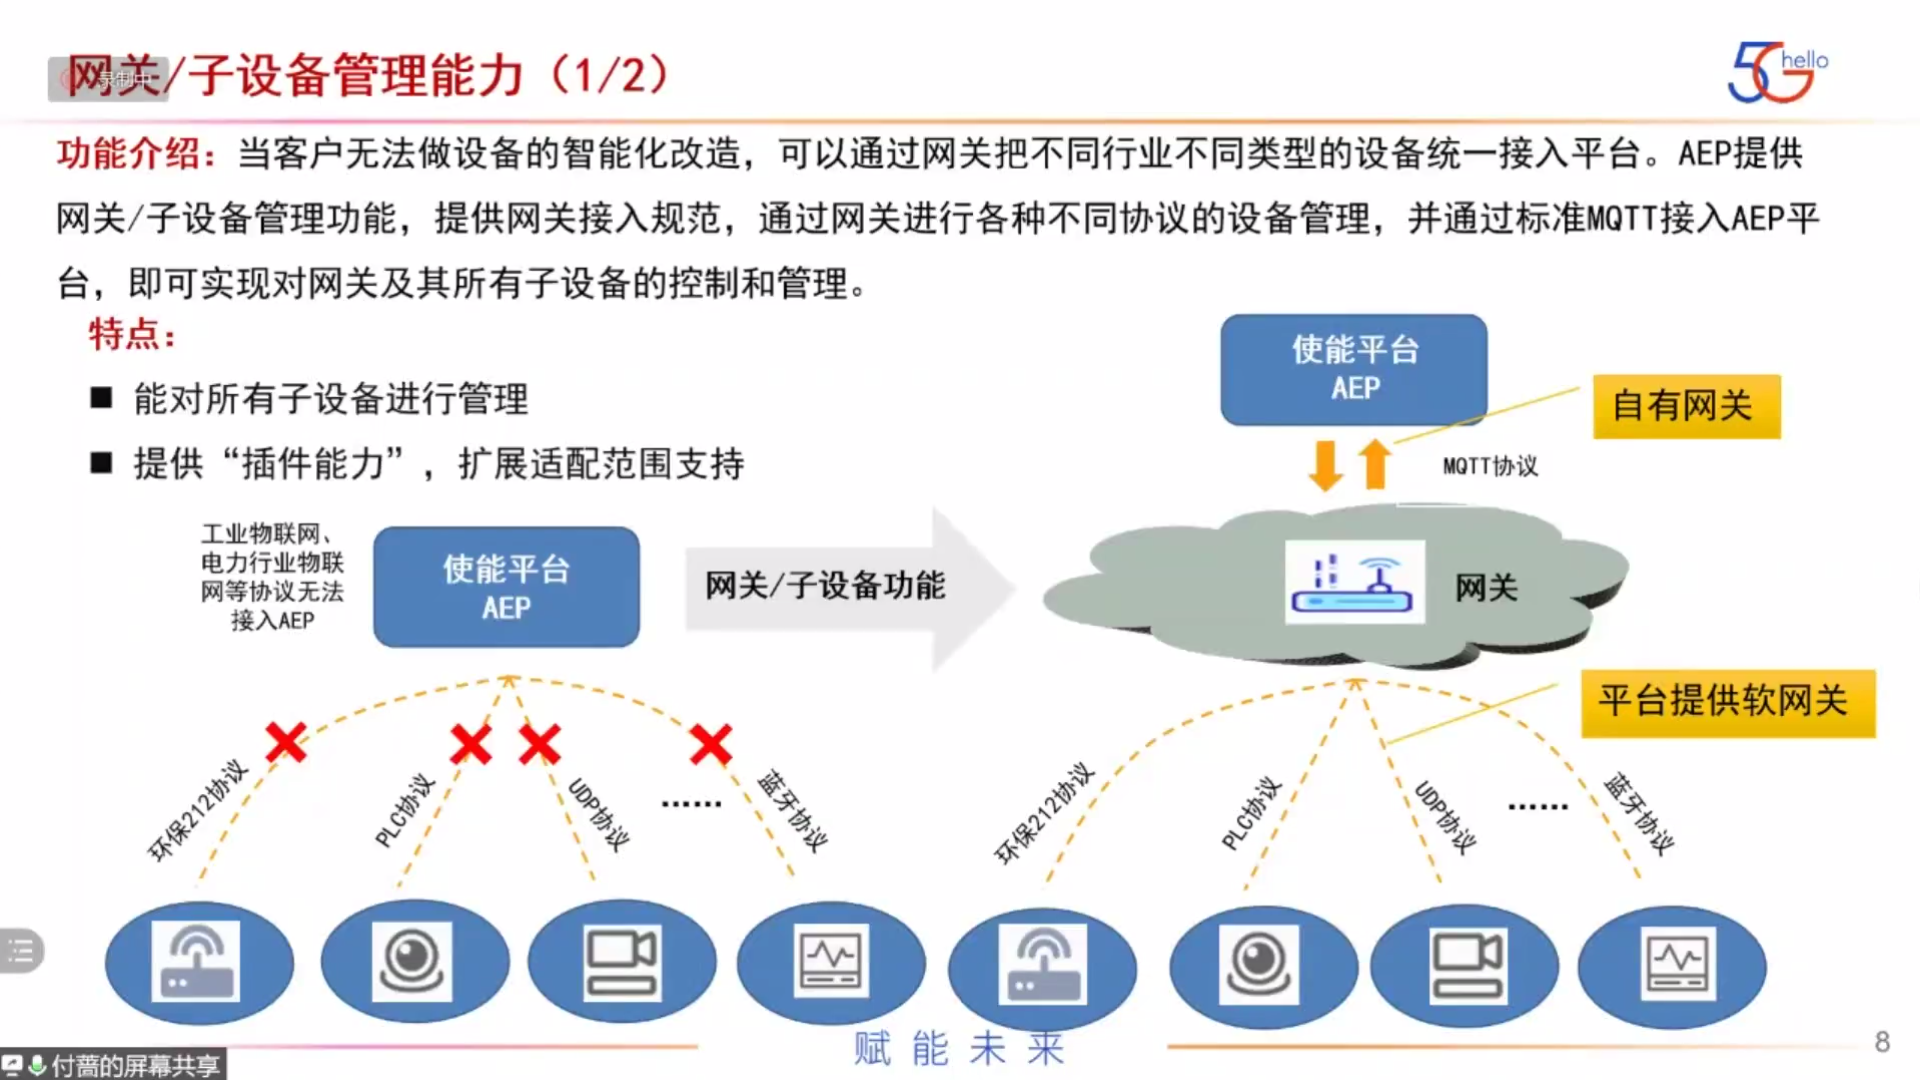 网关/子设备管理能力（1/2）
录制中
5G hello
功能介绍：当客户无法做设备的智能化改造，可以通过网关把不同行业不同类型的设备统一接入平台。AEP提供
网关/子设备管理功能，提供网关接入规范，通过网关进行各种不同协议的设备管理，并通过标准MQTT接入AEP平
台，即可实现对网关及其所有子设备的控制和管理。
特点：
■ 能对所有子设备进行管理
■ 提供“插件能力”，扩展适配范围支持
工业物联网、
电力行业物联
网等协议无法
接入AEP
使能平台
AEP
网关/子设备功能
环保212协议
PLC协议
UDP协议
……
蓝牙协议
使能平台
AEP
自有网关
MQTT协议
网关
平台提供软网关
环保212协议
PLC协议
UDP协议
……
蓝牙协议
赋能未来
8
付蔷的屏幕共享